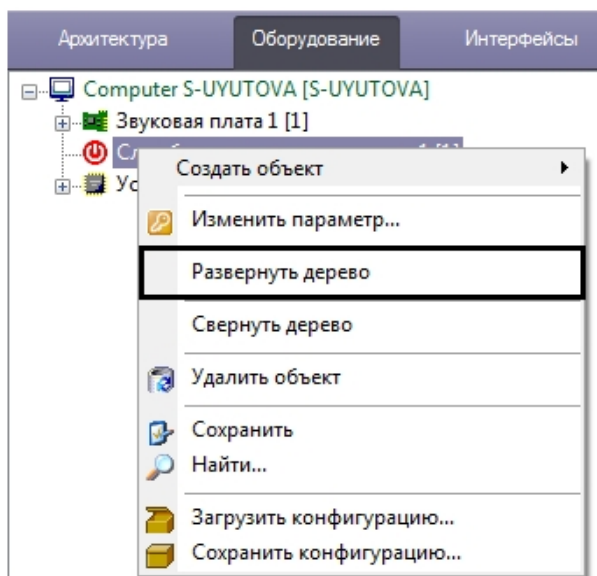 Архитектура Оборудование Интерфейсы
Computer S-UYUTOVA [S-UYUTOVA]
Звуковая плата 1 [1]
Создать объект
Изменить параметр...
Развернуть дерево
Свернуть дерево
Удалить объект
Сохранить
Найти...
Загрузить конфигурацию...
Сохранить конфигурацию...